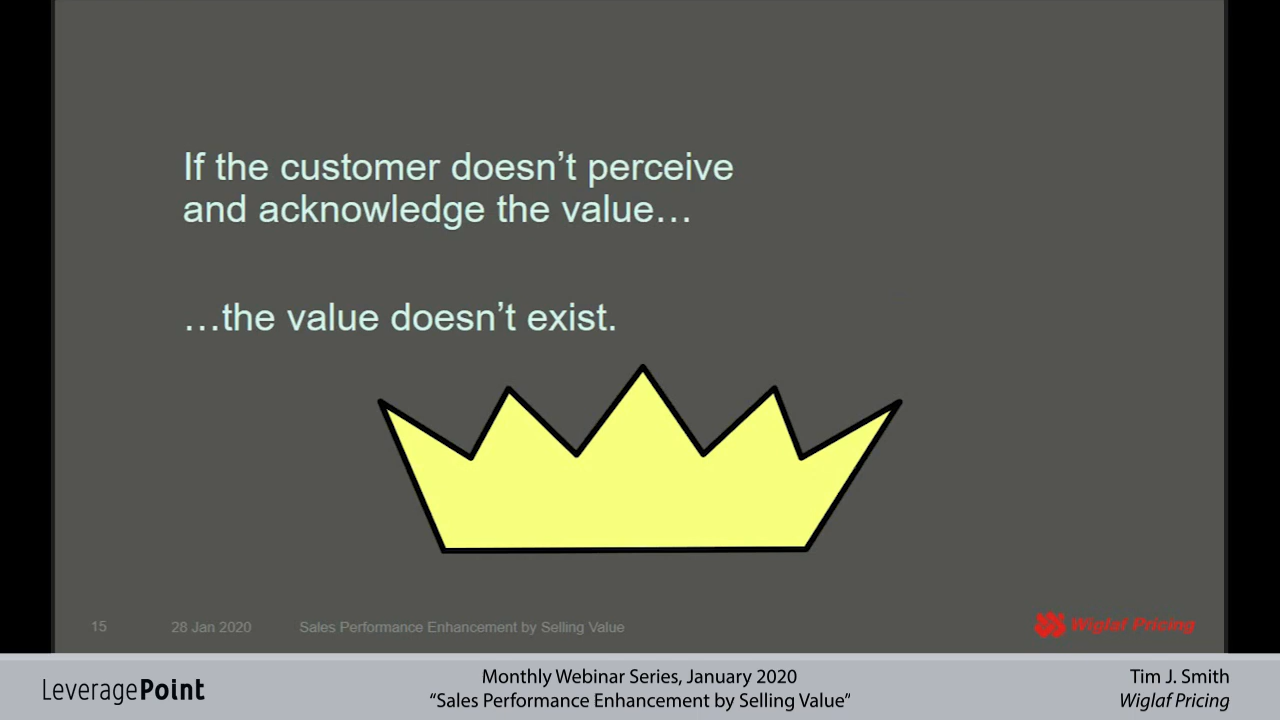 If the customer doesn’t perceive
and acknowledge the value…
…the value doesn’t exist.
15 28 Jan 2020 Sales Performance Enhancement by Selling Value
Wiglaf Pricing
LeveragePoint
Monthly Webinar Series, January 2020
“Sales Performance Enhancement by Selling Value”
Tim J. Smith
Wiglaf Pricing